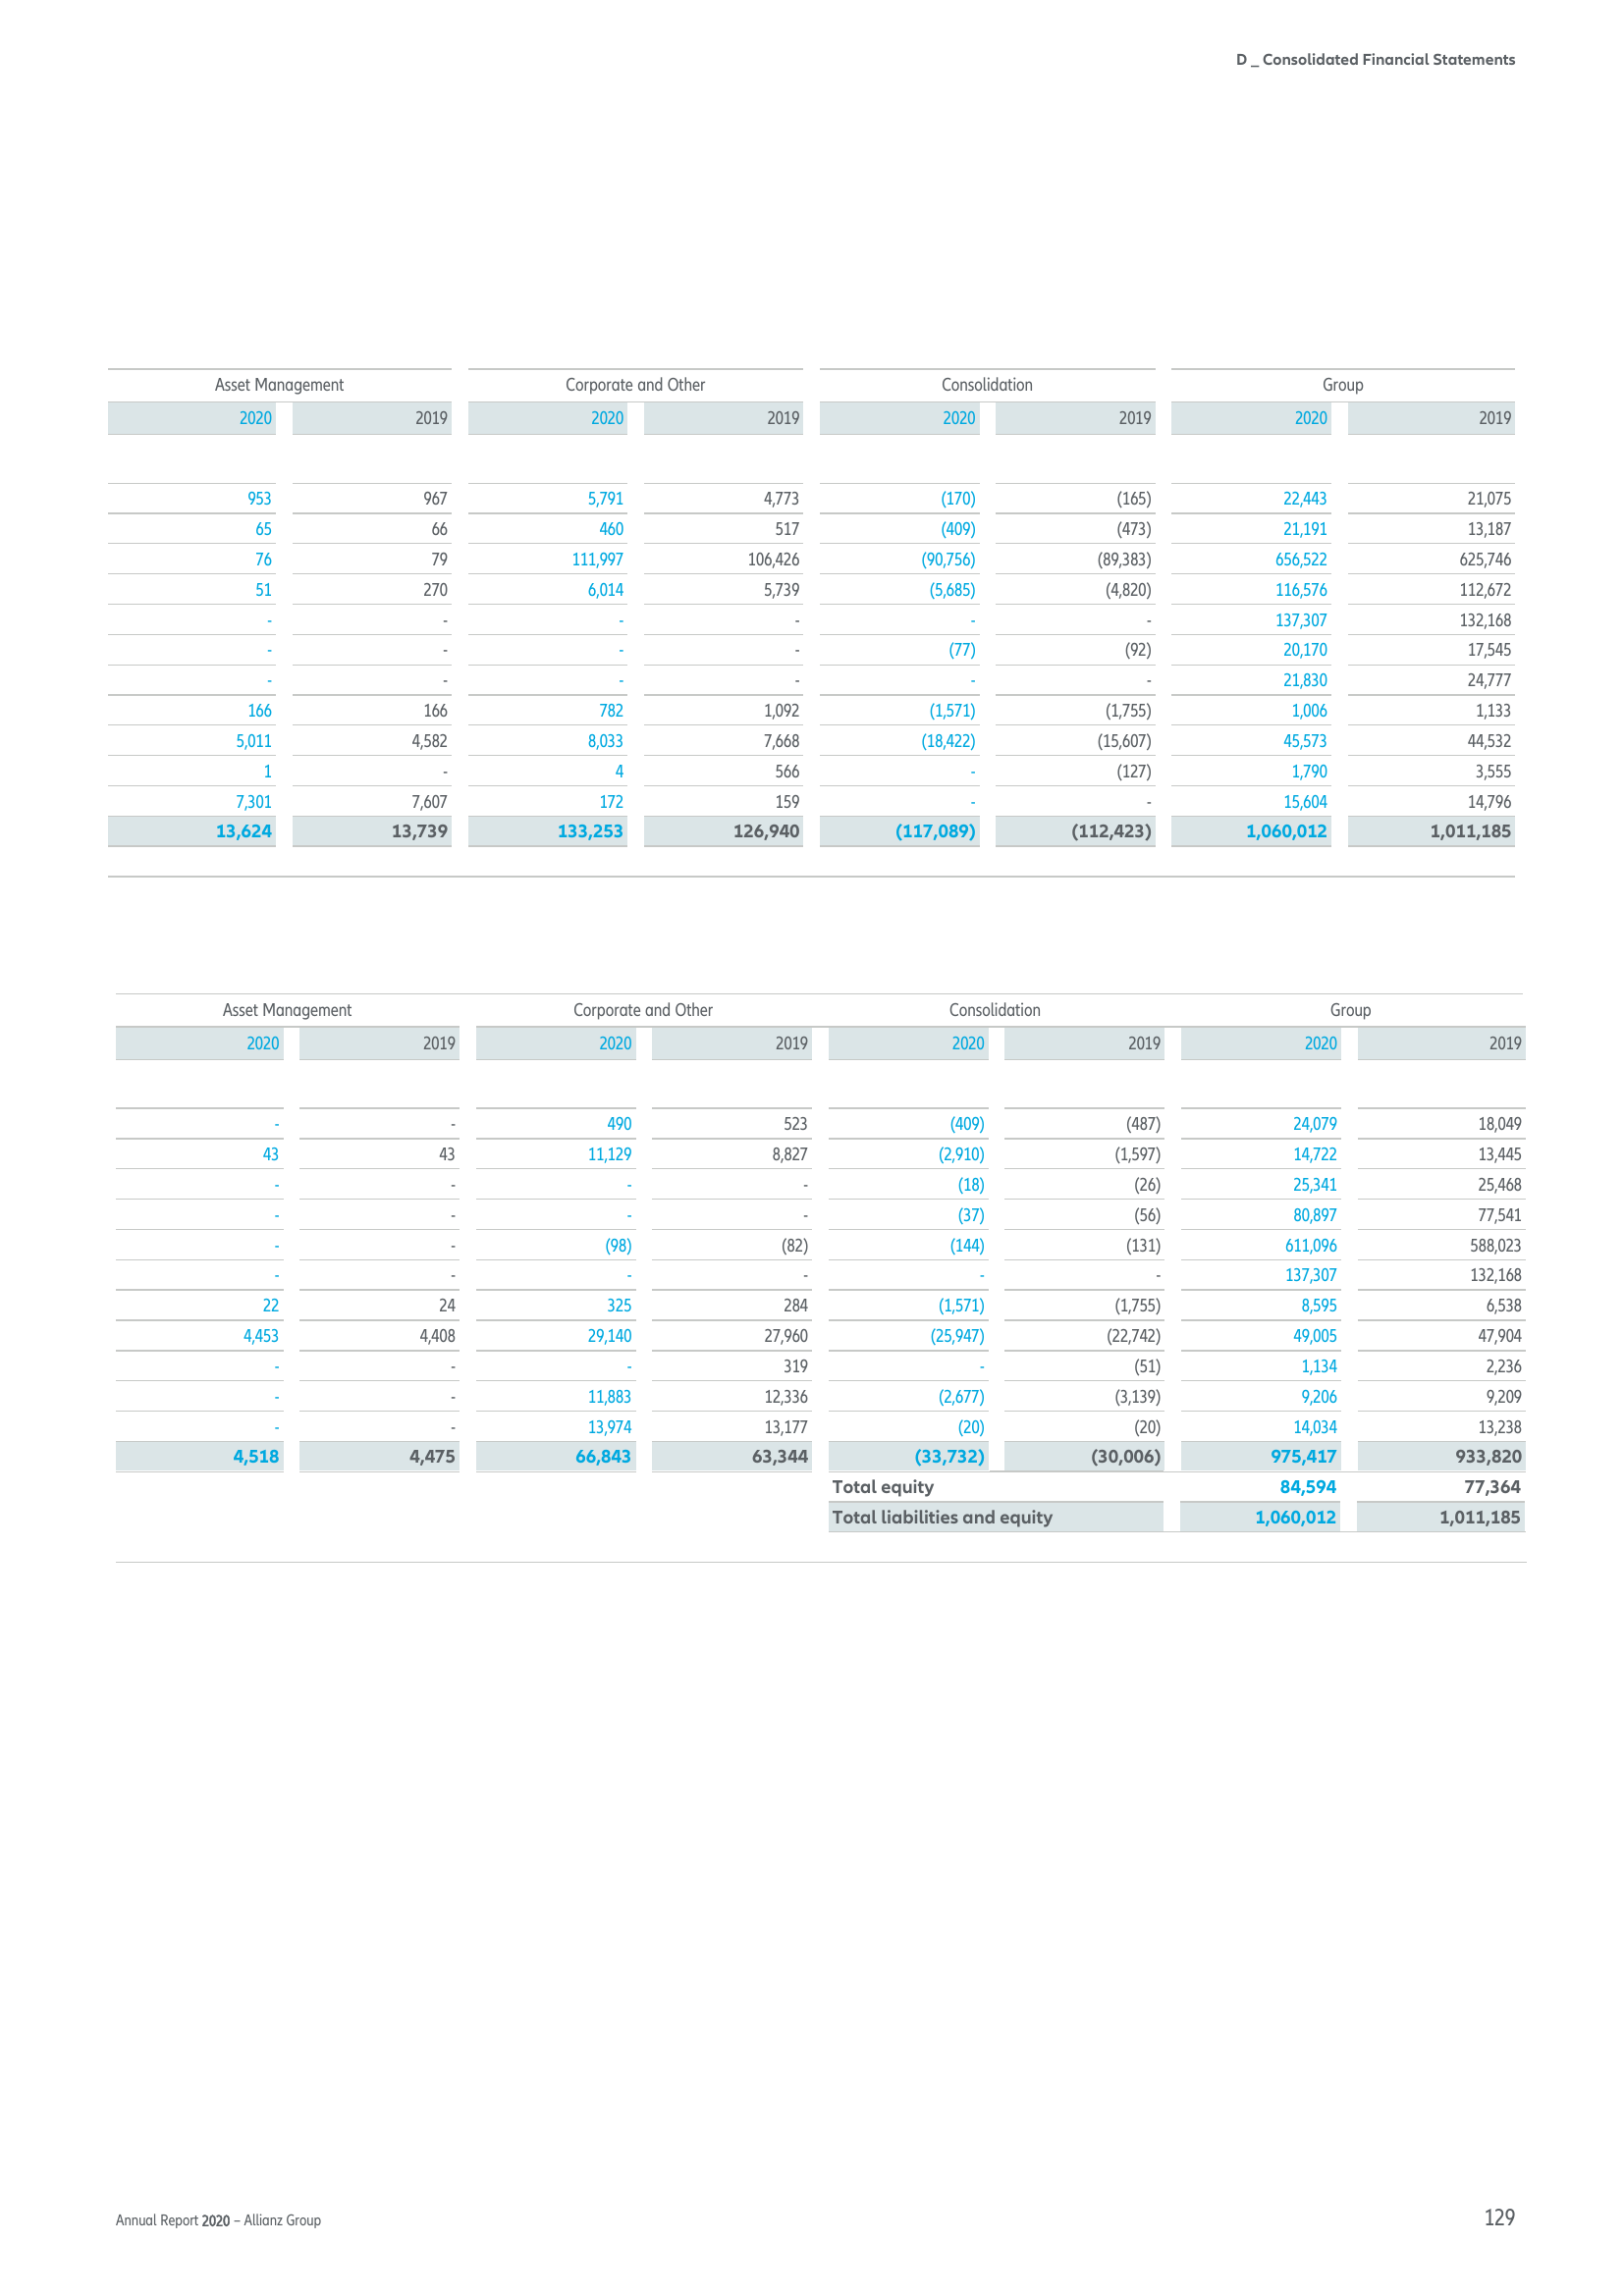 D _ Consolidated Financial Statements
Asset Management Corporate and Other Consolidation Group
2020 2019 2020 2019 2020 2019 2020 2019
953 967 5,791 4,773 (170) (165) 22,443 21,075
65 66 460 517 (409) (473) 21,191 13,187
76 79 111,997 106,426 (90,756) (89,383) 656,522 625,746
51 270 6,014 5,739 (5,685) (4,820) 116,576 112,672
- - - - - - 137,307 132,168
- - - - (77) (92) 20,170 17,545
- - - - - - 21,830 24,777
166 166 782 1,092 (1,571) (1,755) 1,006 1,133
5,011 4,582 8,033 7,668 (18,422) (15,607) 45,573 44,532
1 - 4 566 - (127) 1,790 3,555
7,301 7,607 172 159 - - 15,604 14,796
13,624 13,739 133,253 126,940 (117,089) (112,423) 1,060,012 1,011,185
Asset Management Corporate and Other Consolidation Group
2020 2019 2020 2019 2020 2019 2020 2019
- - 490 523 (409) (487) 24,079 18,049
43 43 11,129 8,827 (2,910) (1,597) 14,722 13,445
- - - - (18) (26) 25,341 25,468
- - - - (37) (56) 80,897 77,541
- - (98) (82) (144) (131) 611,096 588,023
- - - - - - 137,307 132,168
22 24 325 284 (1,571) (1,755) 8,595 6,538
4,453 4,408 29,140 27,960 (25,947) (22,742) 49,005 47,904
- - - 319 - (51) 1,134 2,236
- - 11,883 12,336 (2,677) (3,139) 9,206 9,209
- - 13,974 13,177 (20) (20) 14,034 13,238
4,518 4,475 66,843 63,344 (33,732) (30,006) 975,417 933,820
Total equity 84,594 77,364
Total liabilities and equity 1,060,012 1,011,185
Annual Report 2020 – Allianz Group 129